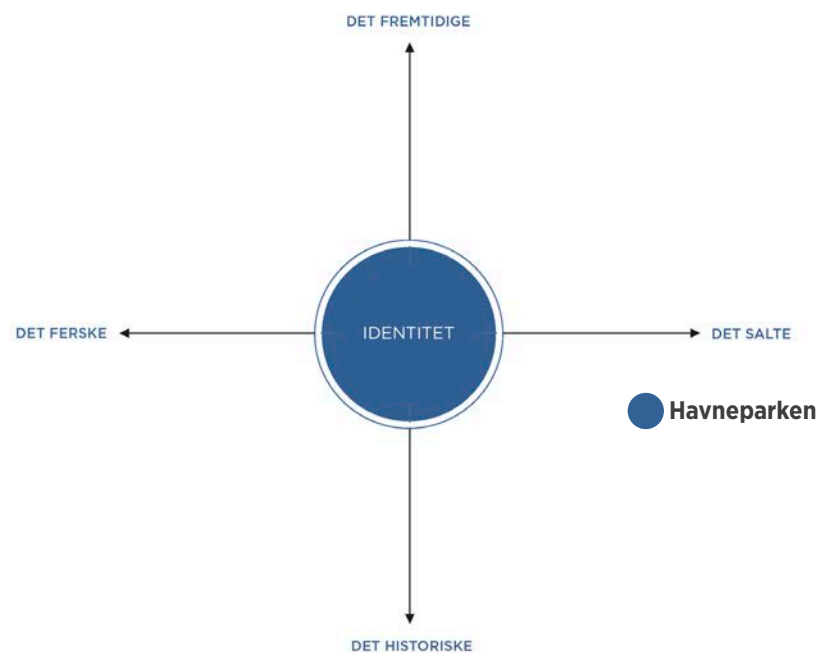 DET FREMTIDIGE
DET FERSKE
IDENTITET
DET SALTE
Havneparken
DET HISTORISKE